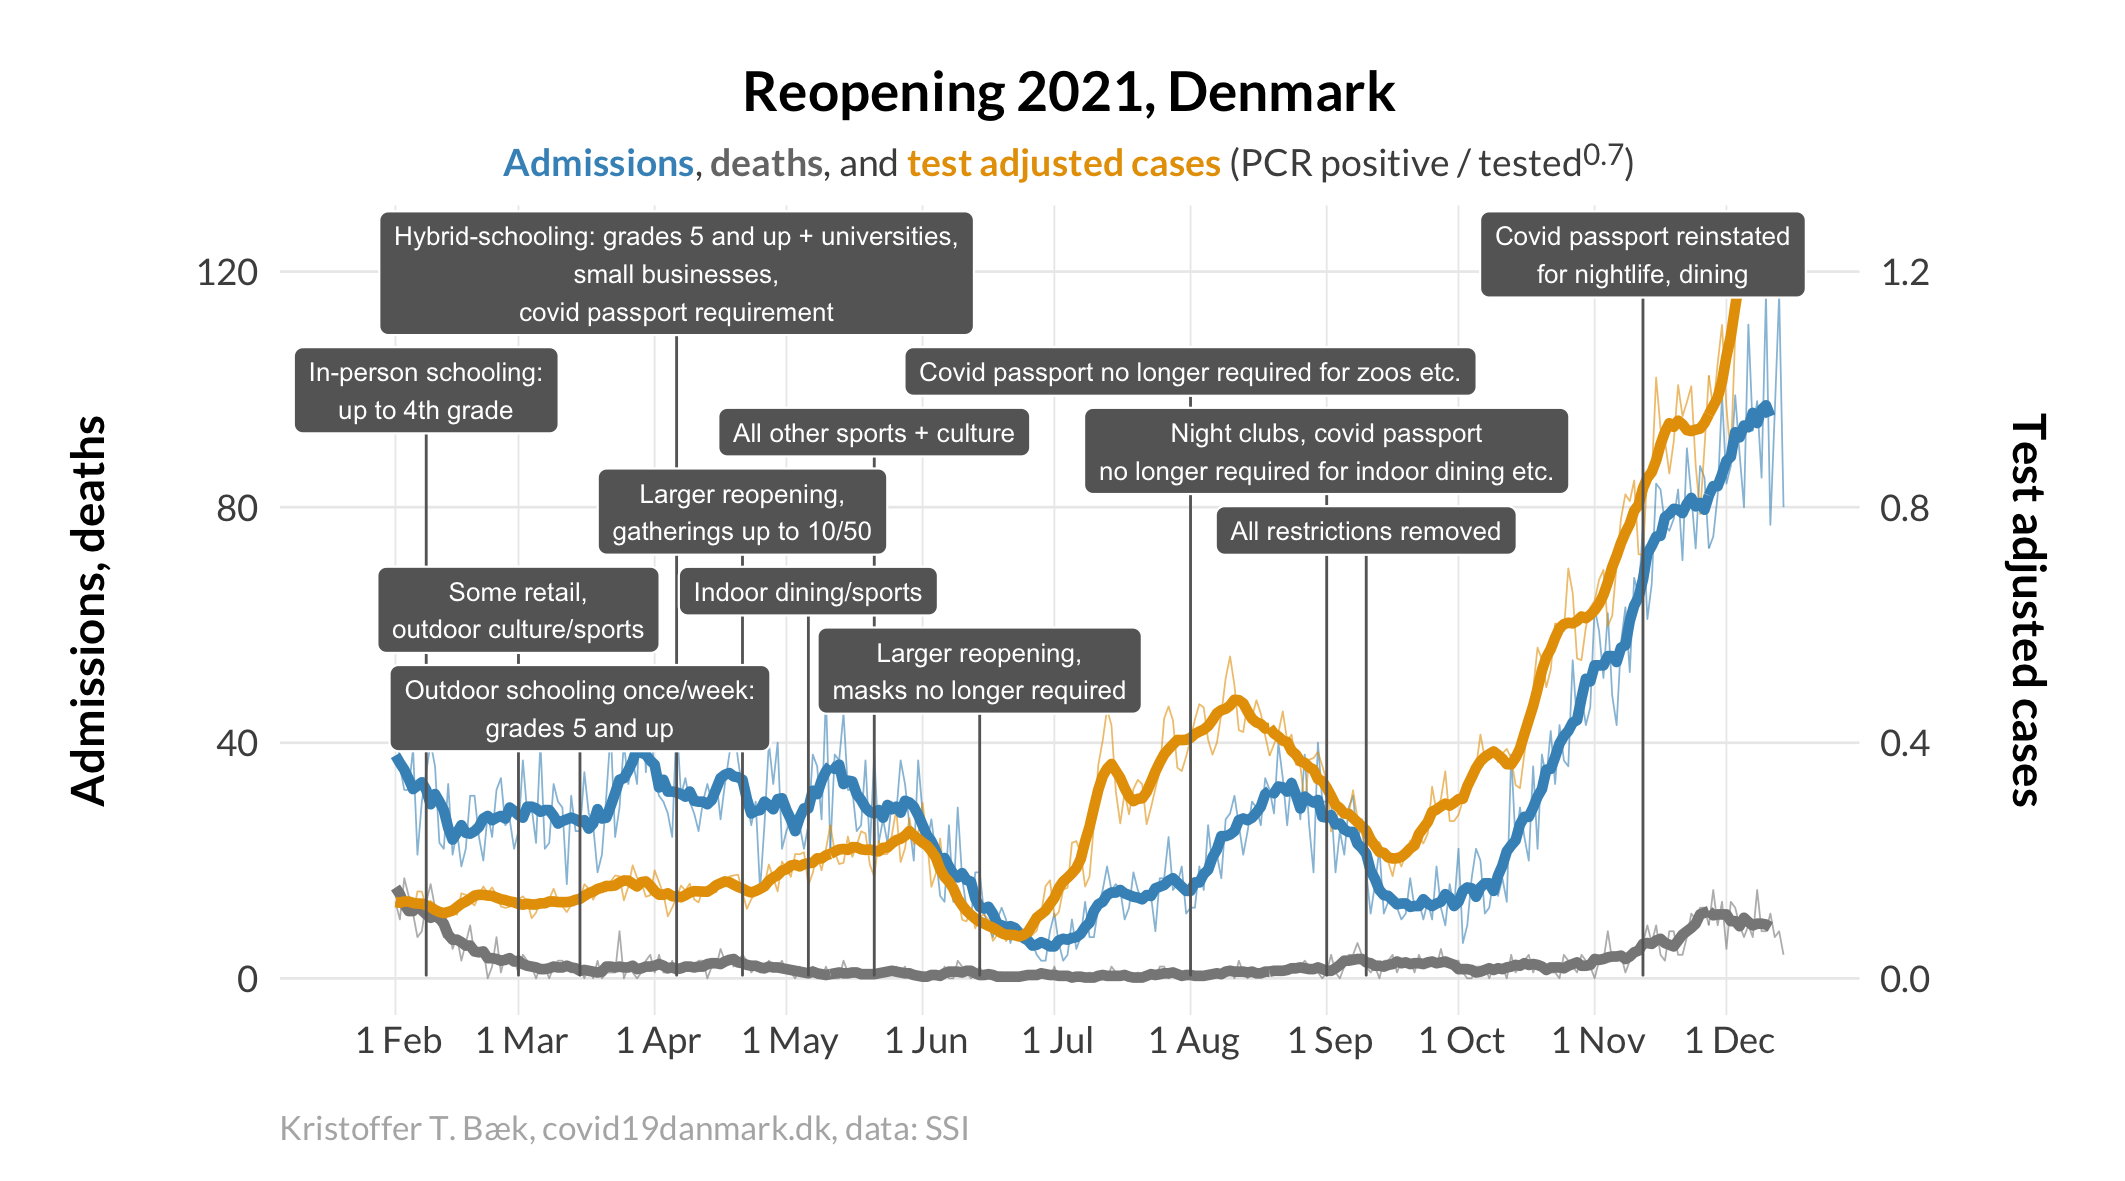 Reopening 2021, Denmark
Admissions, deaths, and test adjusted cases (PCR positive / tested^0.7)
Hybrid-schooling: grades 5 and up + universities,
small businesses,
covid passport requirement
Covid passport reinstated
for nightlife, dining
In-person schooling:
up to 4th grade
Covid passport no longer required for zoos etc.
All other sports + culture
Night clubs, covid passport
no longer required for indoor dining etc.
Larger reopening,
gatherings up to 10/50
All restrictions removed
Some retail,
outdoor culture/sports
Indoor dining/sports
Larger reopening,
masks no longer required
Outdoor schooling once/week:
grades 5 and up
Admissions, deaths
120
80
40
0
1.2
0.8
0.4
0.0
Test adjusted cases
1 Feb
1 Mar
1 Apr
1 May
1 Jun
1 Jul
1 Aug
1 Sep
1 Oct
1 Nov
1 Dec
Kristoffer T. Bæk, covid19danmark.dk, data: SSI